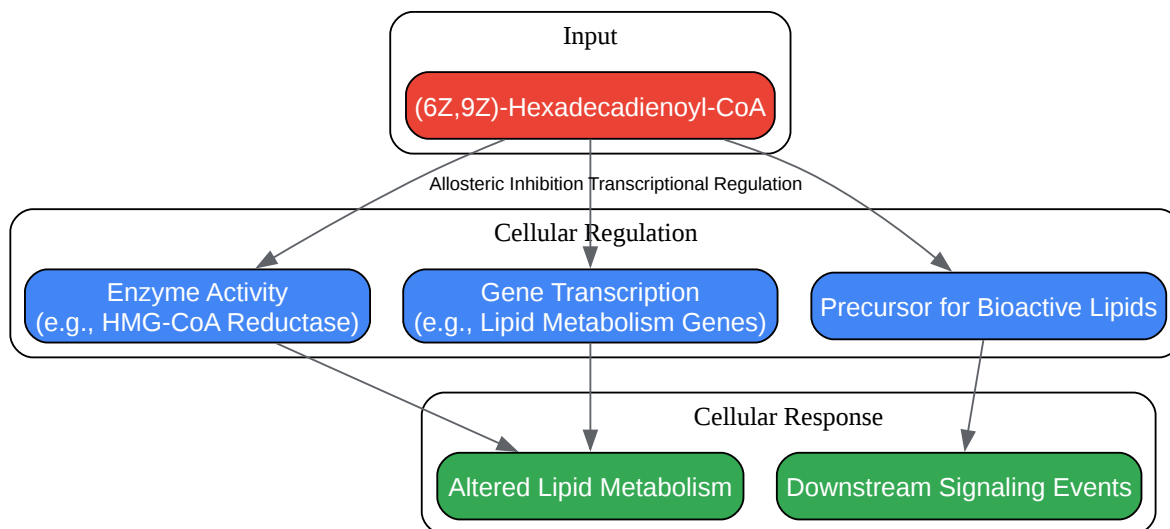 Input
(6Z,9Z)-Hexadecadienoyl-CoA
Allosteric Inhibition Transcriptional Regulation
Cellular Regulation
Enzyme Activity
(e.g., HMG-CoA Reductase)
Gene Transcription
(e.g., Lipid Metabolism Genes)
Precursor for Bioactive Lipids
Cellular Response
Altered Lipid Metabolism
Downstream Signaling Events